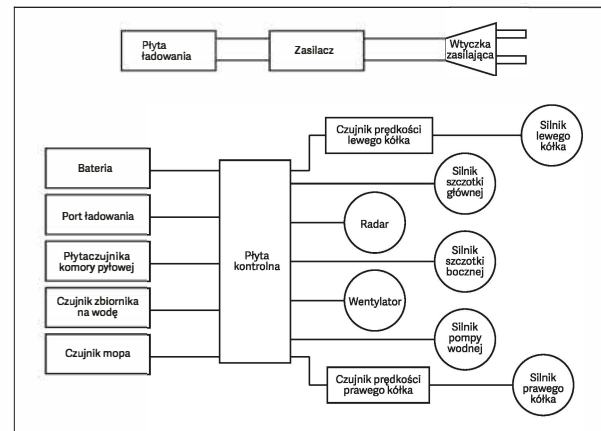 Płyta
ładowania
Zasilacz
Wtyczka
zasilająca
Czujnik prędkości
lewego kółka
Silnik
lewego
kółka
Bateria
Silnik
szczotki
głównej
Port ładowania
Radar
Płytaczujnika
komory pyłowej
Płyta
kontrolna
Silnik
szczotki
bocznej
Czujnik zbiornika
na wodę
Wentylator
Czujnik mopa
Silnik
pompy
wodnej
Czujnik prędkości
prawego kółka
Silnik
prawego
kółka